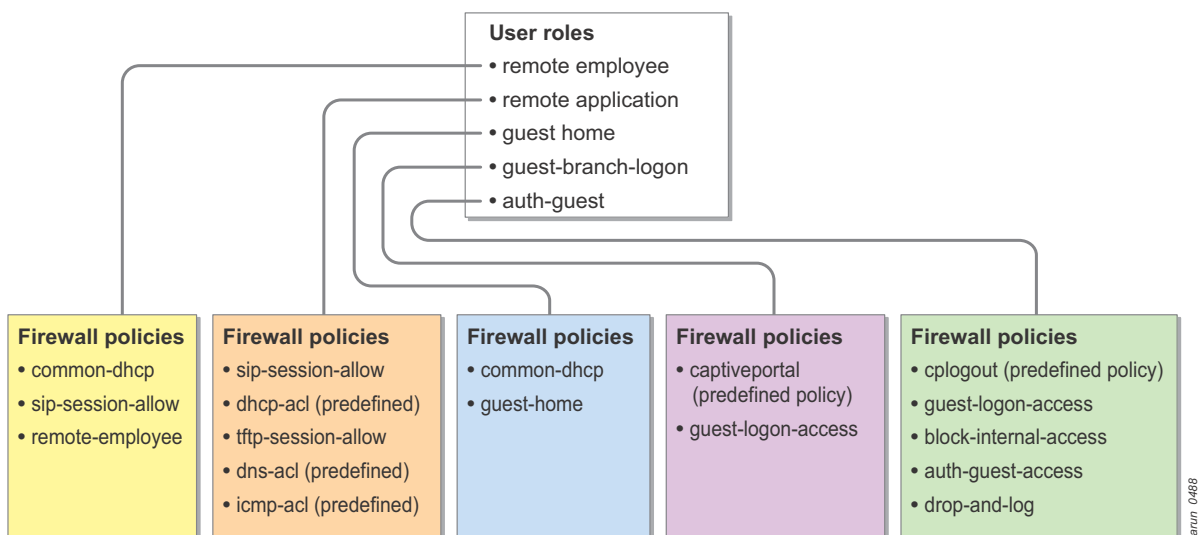 User roles
• remote employee
• remote application
• guest home
• guest-branch-logon
• auth-guest
Firewall policies
• common-dhcp
• sip-session-allow
• remote-employee
Firewall policies
• sip-session-allow
• dhcp-acl (predefined)
• tftp-session-allow
• dns-acl (predefined)
• icmp-acl (predefined)
Firewall policies
• common-dhcp
• guest-home
Firewall policies
• captiveportal
(predefined policy)
• guest-logon-access
Firewall policies
• cplogout (predefined policy)
• guest-logon-access
• block-internal-access
• auth-guest-access
• drop-and-log
arun_0488